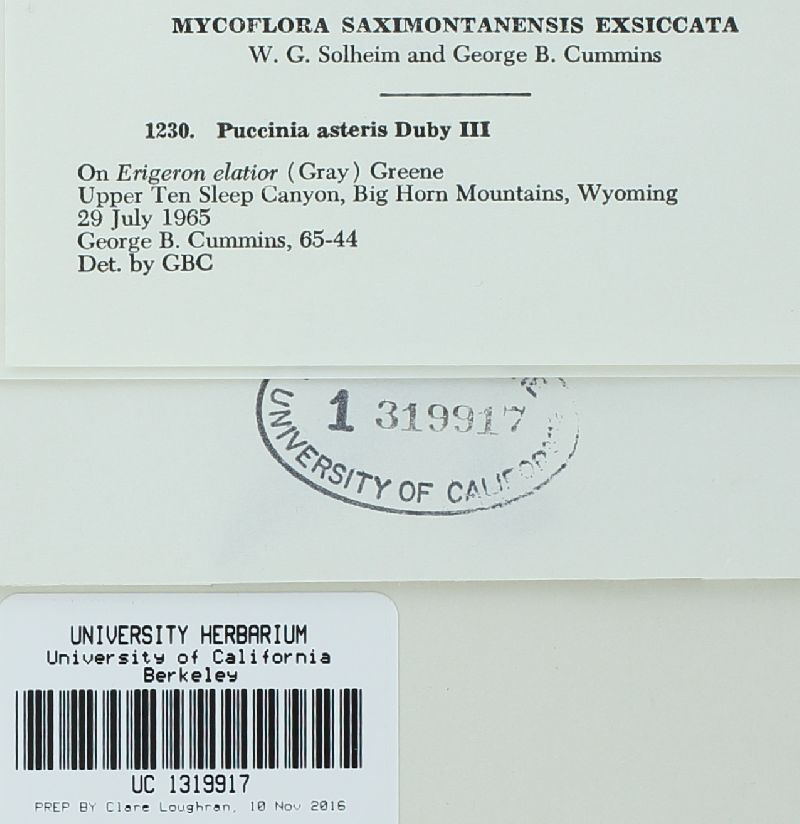 MYCOFLORA SAXIMONTANENSIS EXSICCATA
W. G. Solheim and George B. Cummins
1230. Puccinia asteris Duby III
On Erigeron elatior (Gray) Greene
Upper Ten Sleep Canyon, Big Horn Mountains, Wyoming
29 July 1965
George B. Cummins, 65-44
Det. by GBC
1 319917
UNIVERSITY OF CALIFORNIA
UNIVERSITY HERBARIUM
University of California
Berkeley
UC 1319917
PREP BY Clare Loughran, 10 Nov 2016